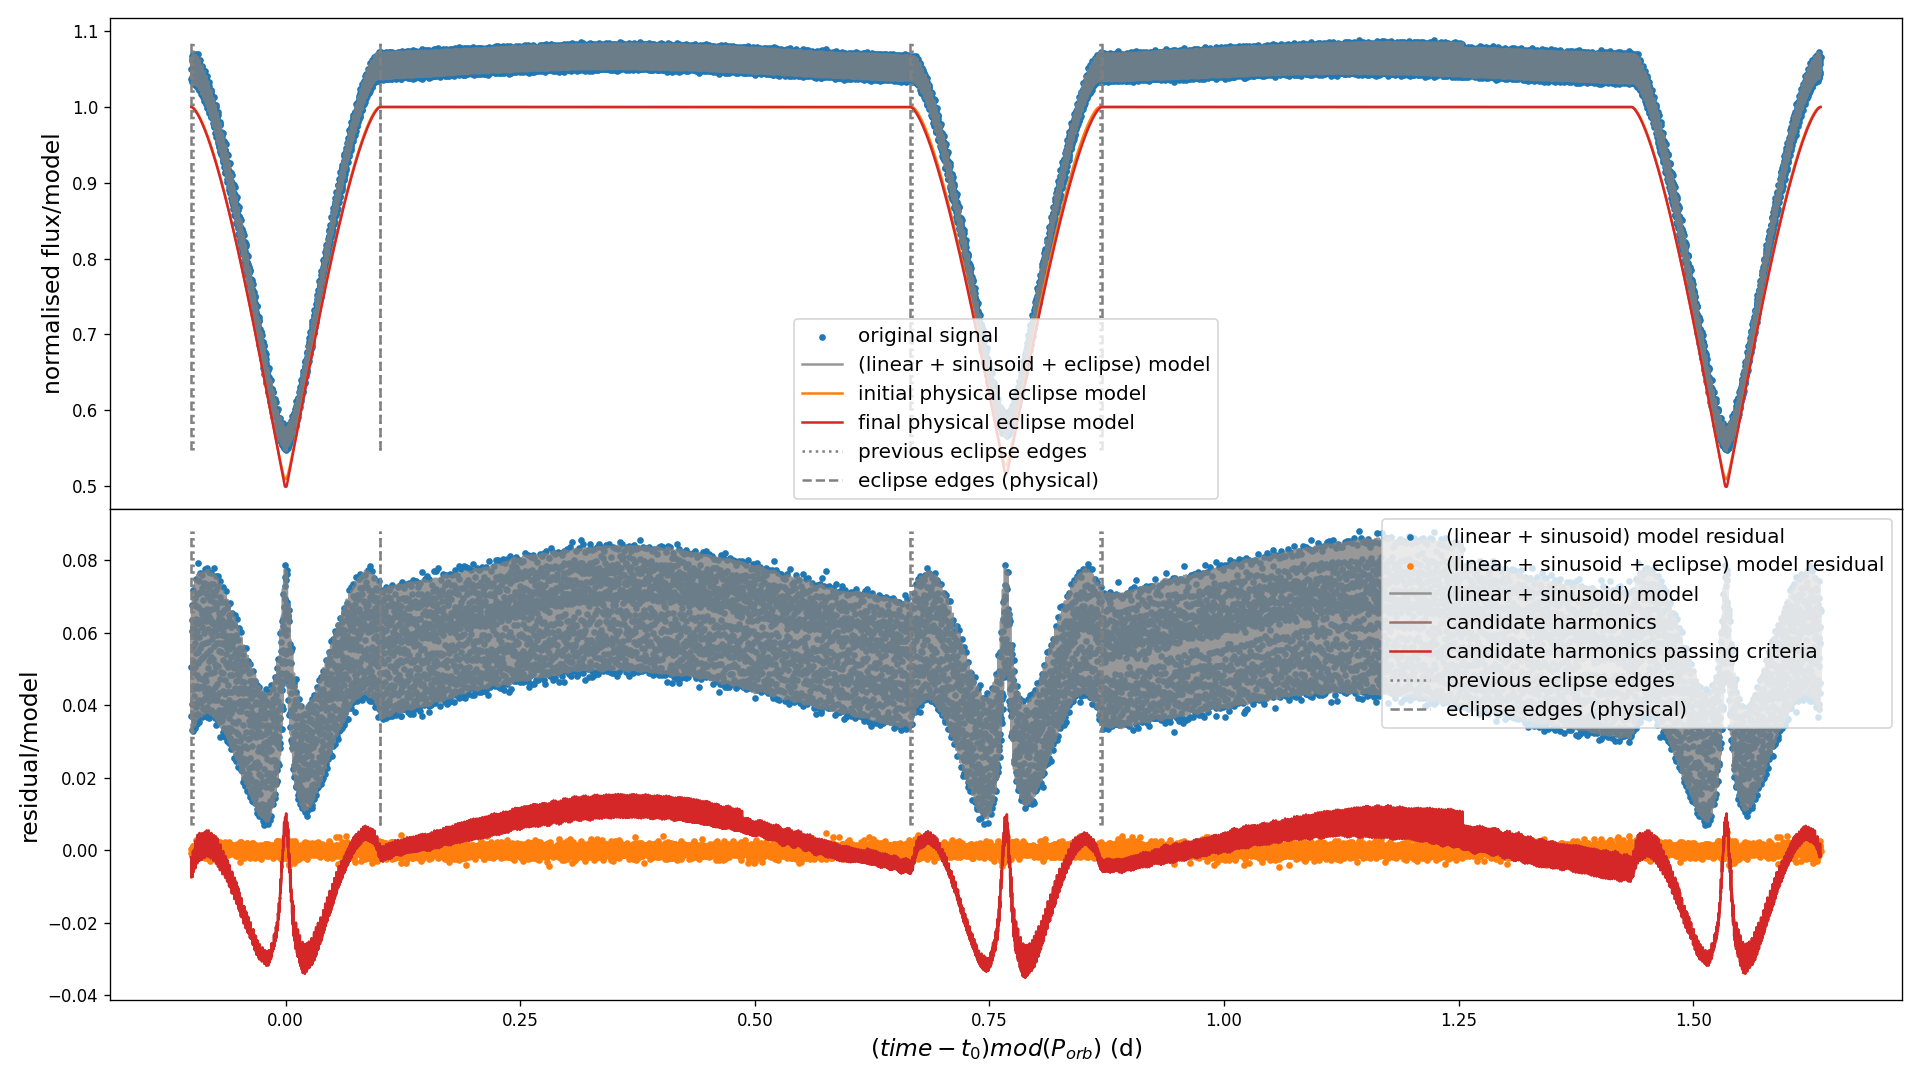 1.1
1.0
0.9
0.8
0.7
0.6
0.5
normalised flux/model
original signal
(linear + sinusoid + eclipse) model
initial physical eclipse model
final physical eclipse model
previous eclipse edges
eclipse edges (physical)
0.08
0.06
0.04
0.02
0.00
−0.02
−0.04
residual/model
(linear + sinusoid) model residual
(linear + sinusoid + eclipse) model residual
(linear + sinusoid) model
candidate harmonics
candidate harmonics passing criteria
previous eclipse edges
eclipse edges (physical)
0.00 0.25 0.50 0.75 1.00 1.25 1.50
(time − t₀)mod(P_orb) (d)